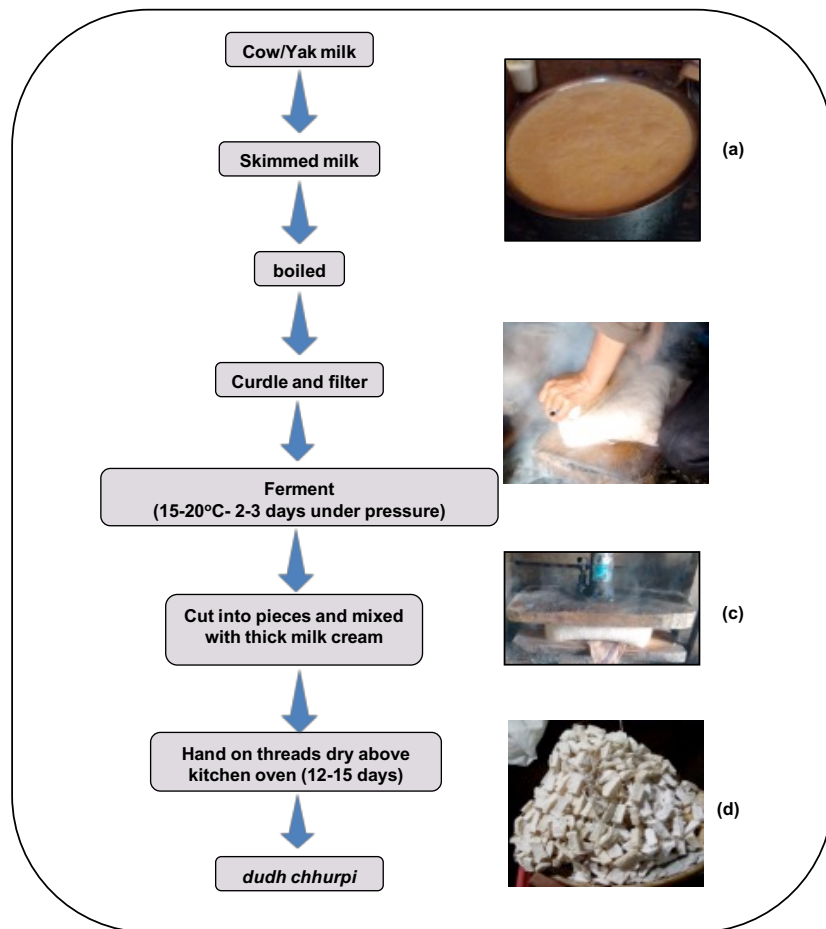 Cow/Yak milk
Skimmed milk
boiled
Curdle and filter
Ferment
(15-20°C- 2-3 days under pressure)
Cut into pieces and mixed
with thick milk cream
Hand on threads dry above
kitchen oven (12-15 days)
dudh chhurpi
(a)
(c)
(d)